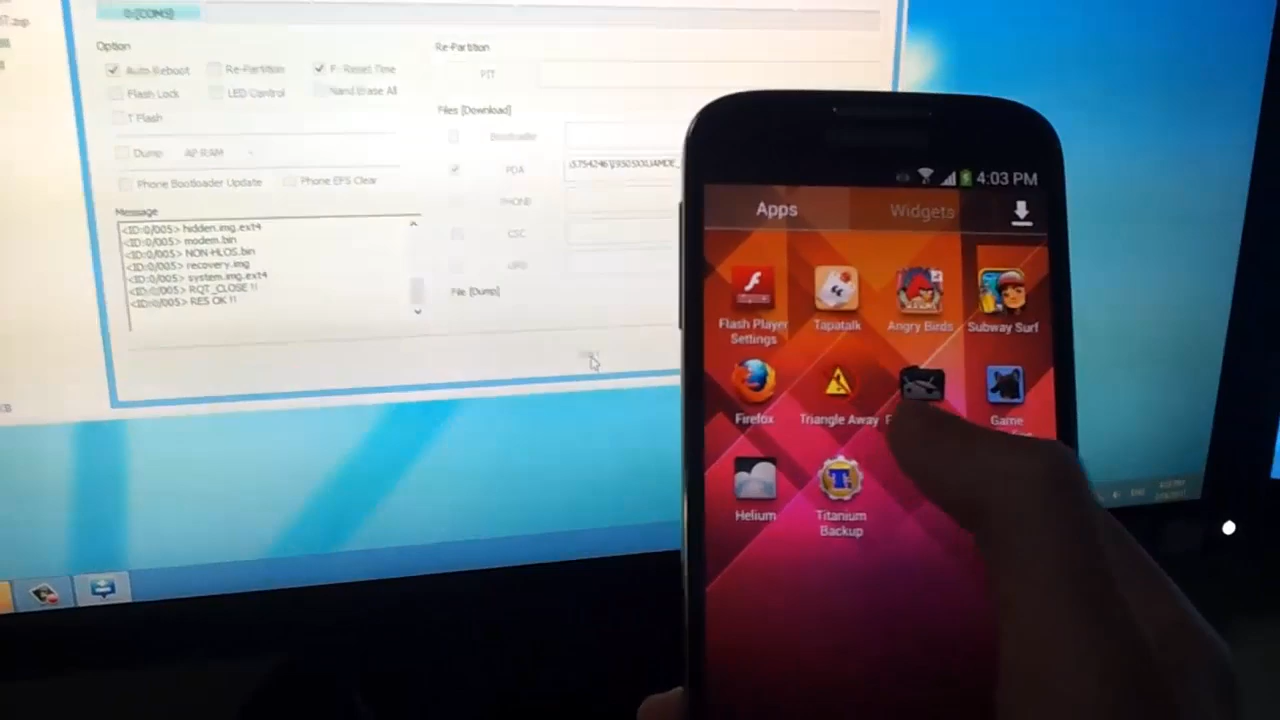 0:[COM5]
Option
Re-Partition
Auto Reboot
Re-Partition
F. Reset Time
PIT
Flash Lock
LED Control
Nand Erase All
T Flash
Files [Download]
Bootloader
Dump
AP RAM
PDA
Phone Bootloader Update
Phone EFS Clear
PHONE
Message
CSC
<ID:0/005> hidden.img.ext4
<ID:0/005> modem.bin
<ID:0/005> NON-HLOS.bin
<ID:0/005> recovery.img
<ID:0/005> system.img.ext4
<ID:0/005> RQT_CLOSE !!
<ID:0/005> RES OK !!
File [Dump]
4:03 PM
Apps
Widgets
Flash Player
Settings
Tapatalk
Angry Birds
Subway Surf
Firefox
Triangle Away
Game
Helium
Titanium
Backup